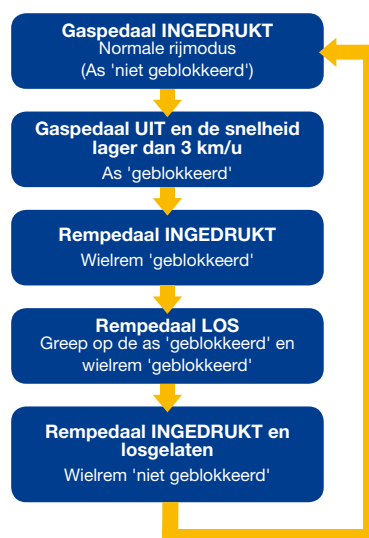 Gaspedaal INGEDRUKT
Normale rijmodus
(As 'niet geblokkeerd')
Gaspedaal UIT en de snelheid
lager dan 3 km/u
As 'geblokkeerd'
Rempedaal INGEDRUKT
Wielrem 'geblokkeerd'
Rempedaal LOS
Greep op de as 'geblokkeerd' en
wielrem 'geblokkeerd'
Rempedaal INGEDRUKT en
losgelaten
Wielrem 'niet geblokkeerd'